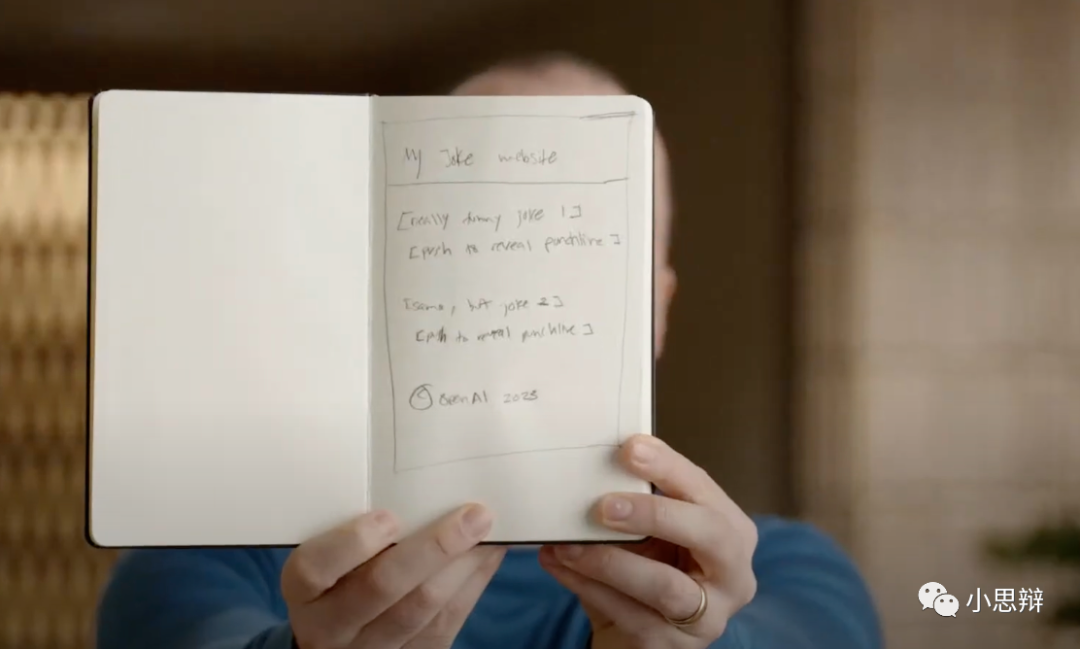 My Joke website
[really funny joke 1]
[push to reveal punchline]
[same, but joke 2]
[push to reveal punchline]
© OpenAI 2023
小思辩